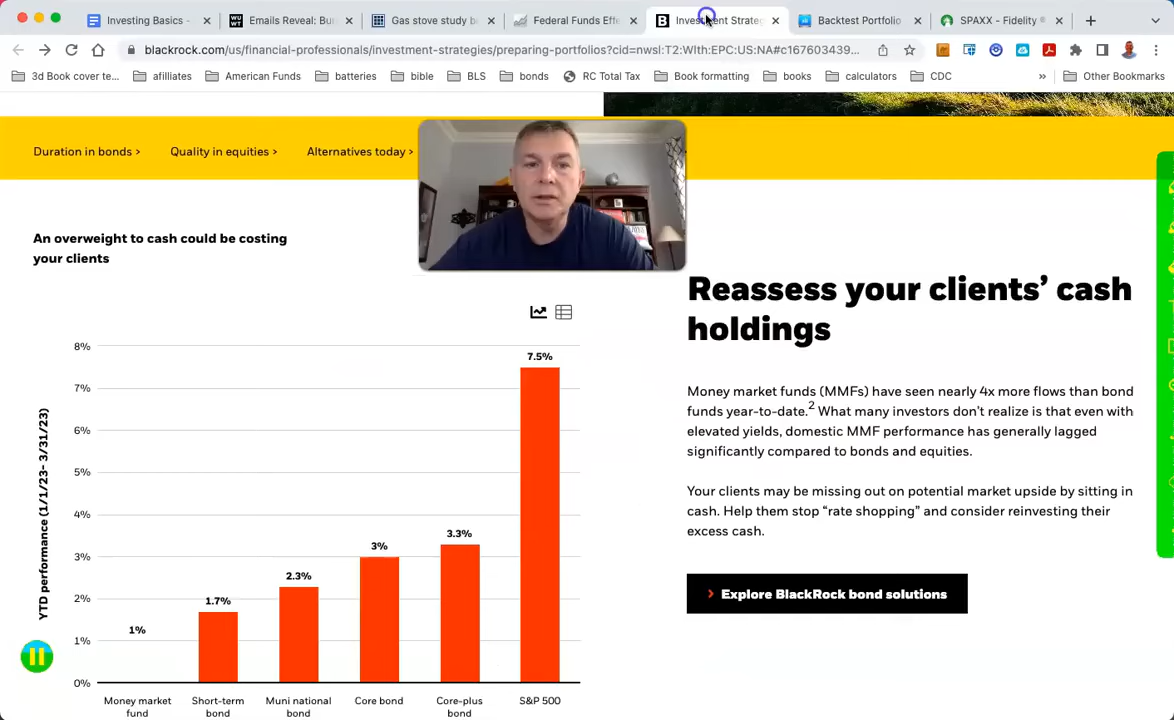 Investing Basics -
Emails Reveal: Bu
Gas stove study b
Federal Funds Effe
Investment Strate
Backtest Portfolio
SPAXX – Fidelity ®
blackrock.com/us/financial-professionals/investment-strategies/preparing-portfolios?cid=nwsl:T2:WIth:EPC:US:NA#c167603439...
3d Book cover te...
afilliates
American Funds
batteries
bible
BLS
bonds
RC Total Tax
Book formatting
books
calculators
CDC
»
Other Bookmarks
Duration in bonds >
Quality in equities >
Alternatives today >
An overweight to cash could be costing
your clients
YTD performance (1/1/23- 3/31/23)
8%
7%
6%
5%
4%
3%
2%
1%
0%
1%
1.7%
2.3%
3%
3.3%
7.5%
Money market
fund
Short-term
bond
Muni national
bond
Core bond
Core-plus
bond
S&P 500
Reassess your clients’ cash
holdings
Money market funds (MMFs) have seen nearly 4x more flows than bond
funds year-to-date.2 What many investors don’t realize is that even with
elevated yields, domestic MMF performance has generally lagged
significantly compared to bonds and equities.
Your clients may be missing out on potential market upside by sitting in
cash. Help them stop “rate shopping” and consider reinvesting their
excess cash.
> Explore BlackRock bond solutions